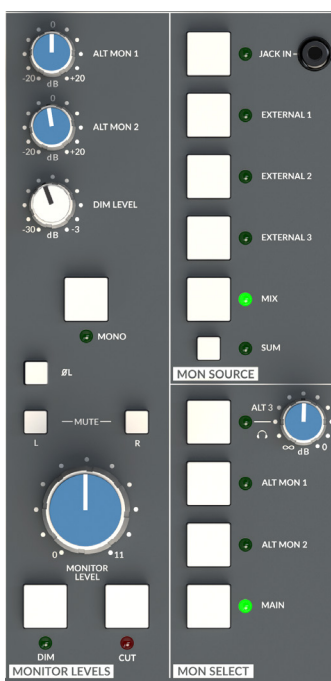 0
ALT MON 1
-20 +20
dB
0
ALT MON 2
-20 +20
dB
DIM LEVEL
-30 -3
dB
MONO
ØL
MUTE
L R
0 11
MONITOR
LEVEL
DIM CUT
MONITOR LEVELS
JACK IN
EXTERNAL 1
EXTERNAL 2
EXTERNAL 3
MIX
SUM
MON SOURCE
ALT 3
∞ 0
dB
ALT MON 1
ALT MON 2
MAIN
MON SELECT